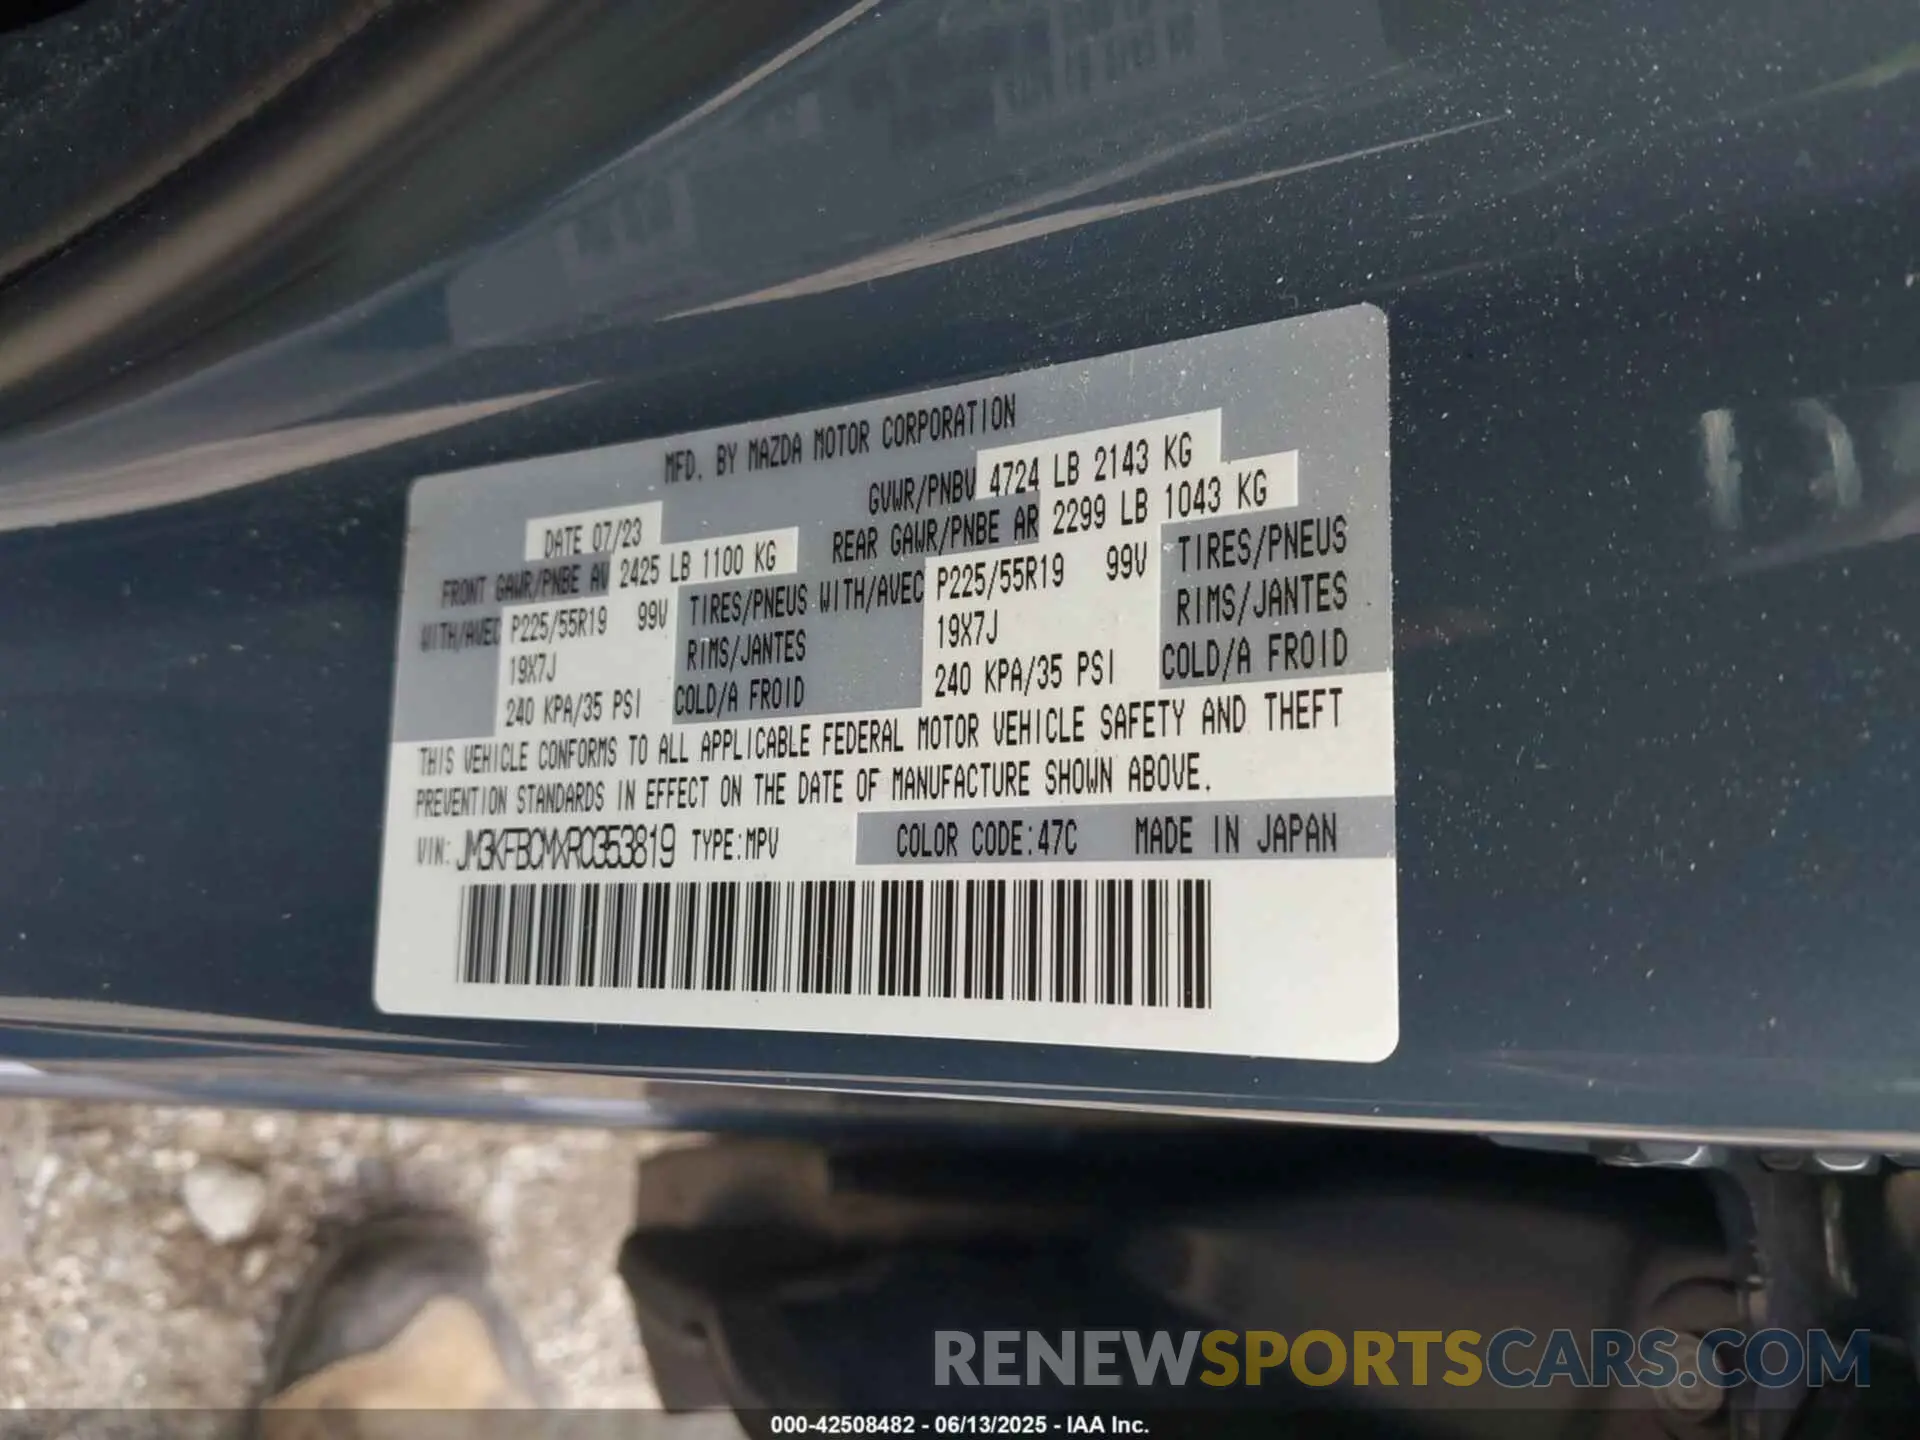 MFD. BY MAZDA MOTOR CORPORATION
DATE 07/23
GVWR/PNBV 4724 LB 2143 KG
FRONT GAWR/PNBE AV 2425 LB 1100 KG
REAR GAWR/PNBE AR 2299 LB 1043 KG
WITH/AVEC P225/55R19 99V TIRES/PNEUS WITH/AVEC P225/55R19 99V TIRES/PNEUS
19X7J RIMS/JANTES 19X7J RIMS/JANTES
240 KPA/35 PSI COLD/A FROID 240 KPA/35 PSI COLD/A FROID
THIS VEHICLE CONFORMS TO ALL APPLICABLE FEDERAL MOTOR VEHICLE SAFETY AND THEFT
PREVENTION STANDARDS IN EFFECT ON THE DATE OF MANUFACTURE SHOWN ABOVE.
VIN: JM3KFBCMXR0353819 TYPE:MPV COLOR CODE:47C MADE IN JAPAN
RENEWSPORTSCARS.COM
000-42508482 - 06/13/2025 - IAA Inc.